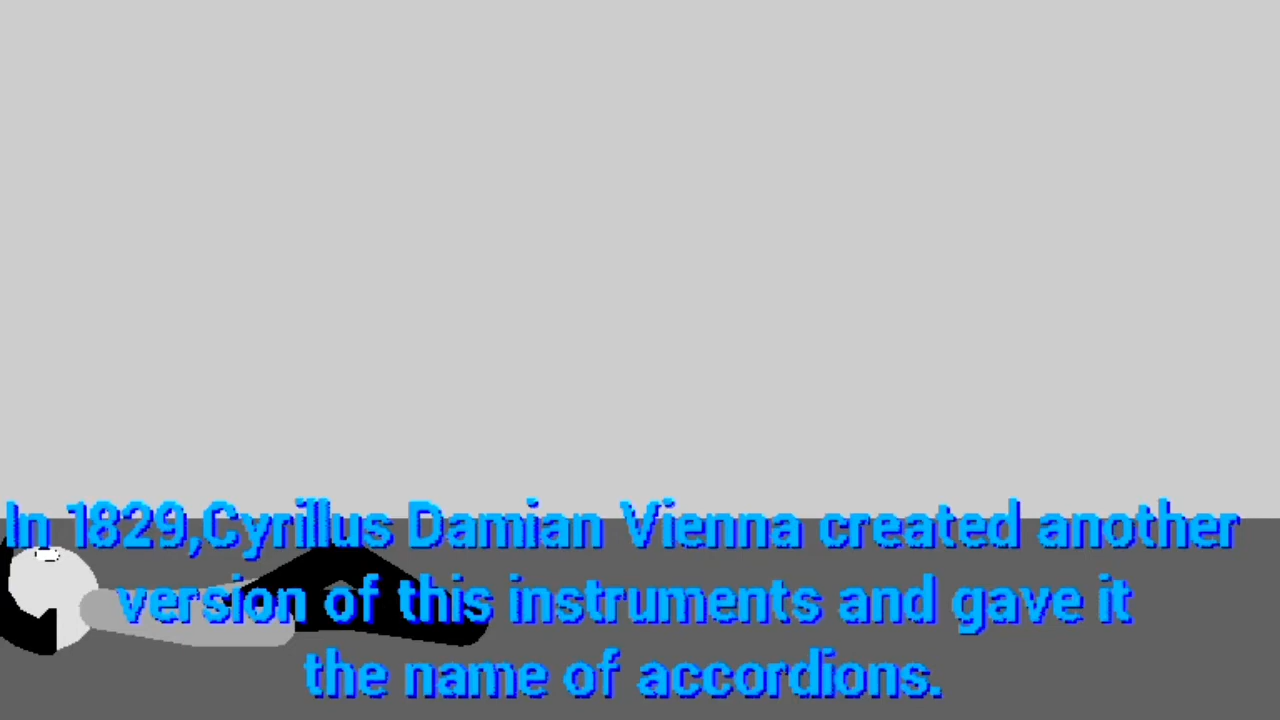 In 1829,Cyrillus Damian Vienna created another
version of this instruments and gave it
the name of accordions.